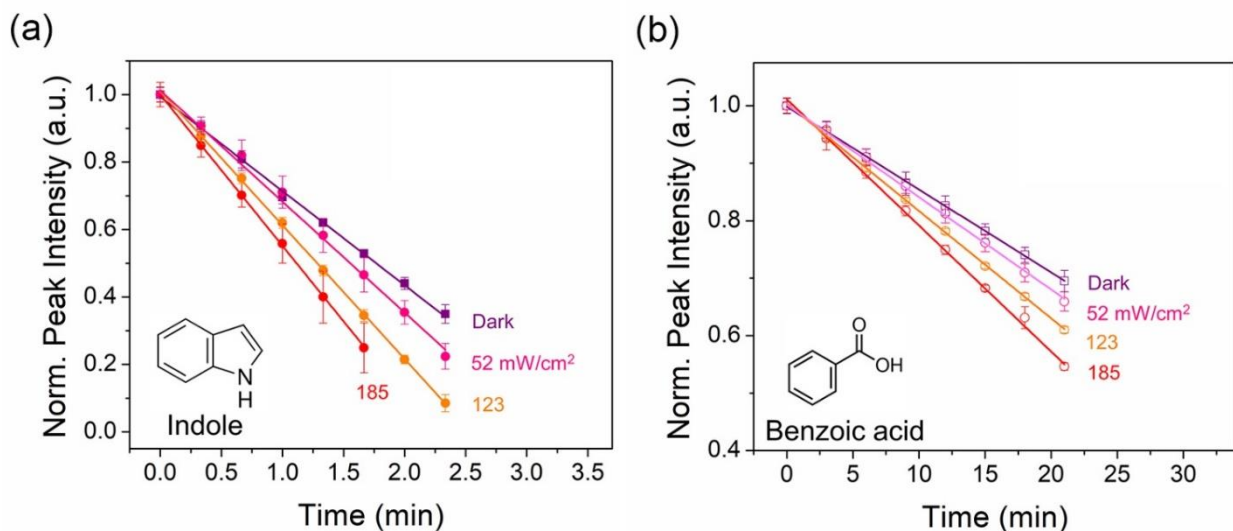 (a)
Norm. Peak Intensity (a.u.)
1.0
0.8
0.6
0.4
0.2
0.0
Dark
52 mW/cm²
185
123
N
H
Indole
0.0 0.5 1.0 1.5 2.0 2.5 3.0 3.5
Time (min)
(b)
Norm. Peak Intensity (a.u.)
1.0
0.8
0.6
0.4
Dark
52 mW/cm²
123
185
O
OH
Benzoic acid
0 5 10 15 20 25 30
Time (min)